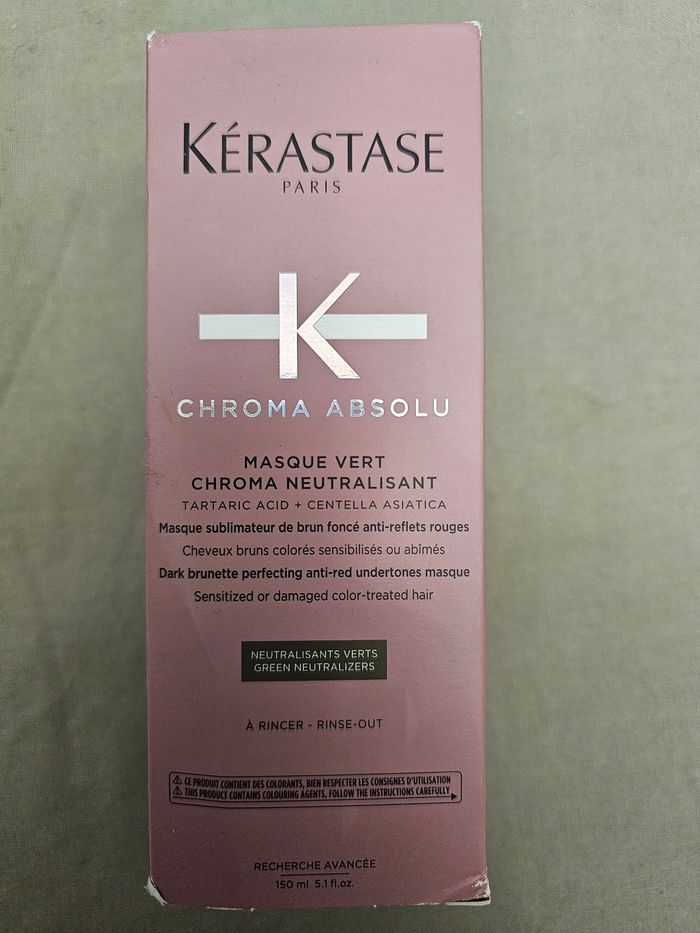 KÉRASTASE
PARIS
K
CHROMA ABSOLU
MASQUE VERT
CHROMA NEUTRALISANT
TARTARIC ACID + CENTELLA ASIATICA
Masque sublimateur de brun foncé anti-reflets rouges
Cheveux bruns colorés sensibilisés ou abîmés
Dark brunette perfecting anti-red undertones masque
Sensitized or damaged color-treated hair
NEUTRALISANTS VERTS
GREEN NEUTRALIZERS
À RINCER - RINSE-OUT
⚠ CE PRODUIT CONTIENT DES COLORANTS, BIEN RESPECTER LES CONSIGNES D'UTILISATION
⚠ THIS PRODUCT CONTAINS COLOURING AGENTS, FOLLOW THE INSTRUCTIONS CAREFULLY
RECHERCHE AVANCÉE
150 ml 5.1 fl.oz.